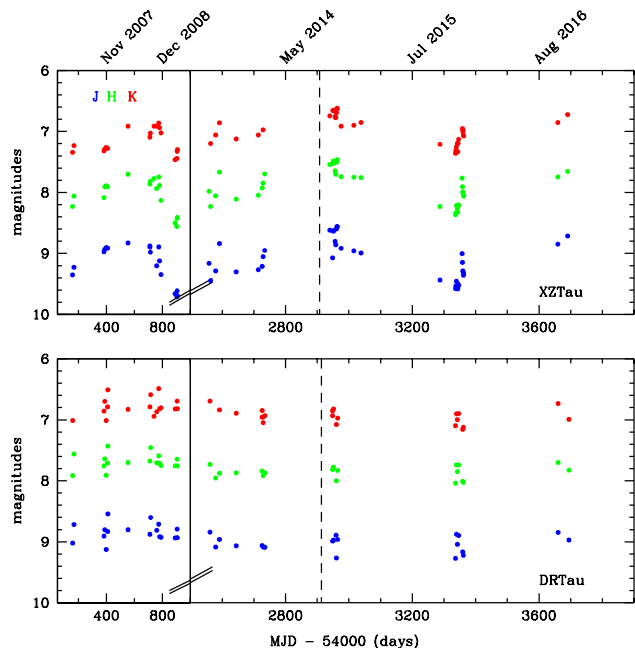 Nov 2007 Dec 2008 May 2014 Jul 2015 Aug 2016
6
J H K
7
magnitudes
8
9
XZTau
10
400 800 2800 3200 3600
6
7
magnitudes
8
9
DRTau
10
400 800 2800 3200 3600
MJD - 54000 (days)